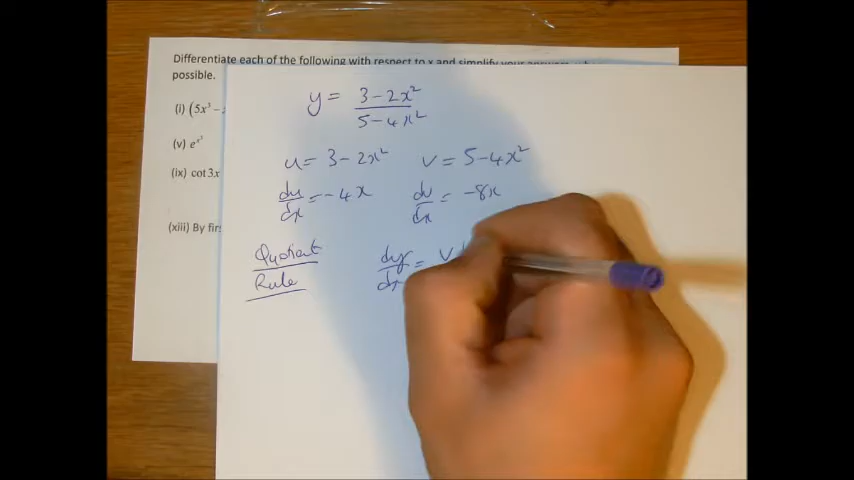 Differentiate each of the following with respect to x and simplify your answers
possible.
(i) (5x³ –
(v) eˣ³
(ix) cot 3x
(xiii) By
y = 3 – 2x²
5 – 4x²
u = 3 – 2x² v = 5 – 4x²
du/dx = –4x dv/dx = –8x
Quotient dy/dx = v
Rule